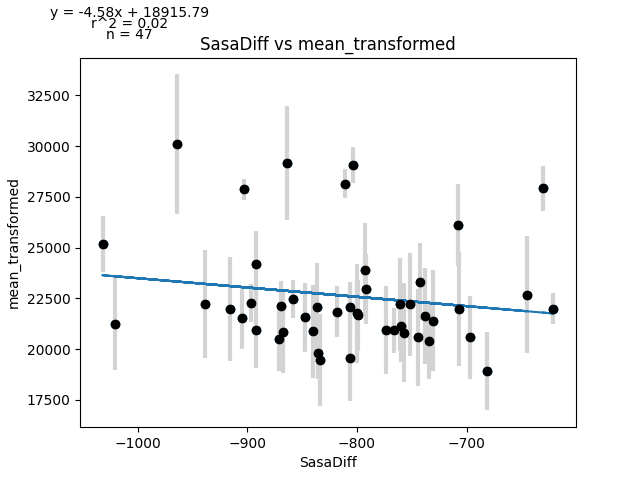 y = -4.58x + 18915.79
r^2 = 0.02
n = 47
SasaDiff vs mean_transformed
32500
30000
27500
25000
22500
20000
17500
mean_transformed
−1000
−900
−800
−700
SasaDiff